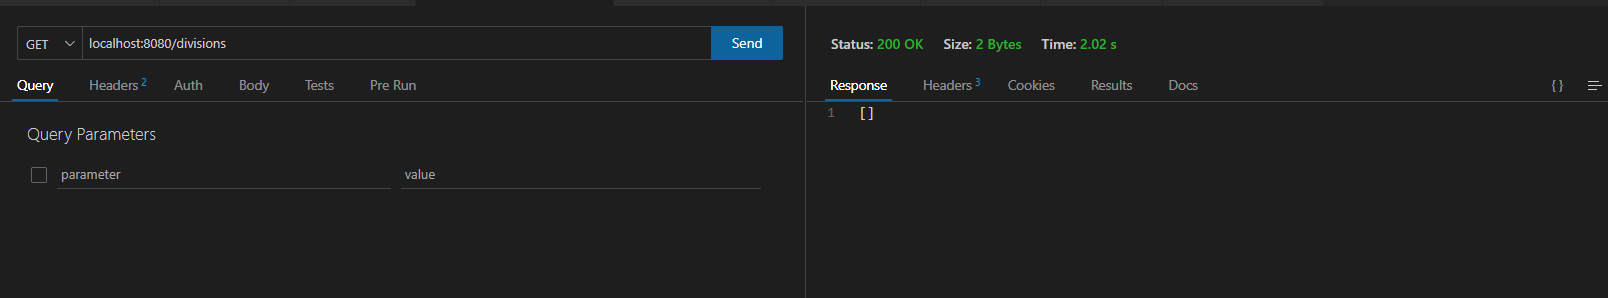 GET localhost:8080/divisions Send
Query Headers 2 Auth Body Tests Pre Run
Query Parameters
parameter value
Status: 200 OK Size: 2 Bytes Time: 2.02 s
Response Headers 3 Cookies Results Docs { }
1 []